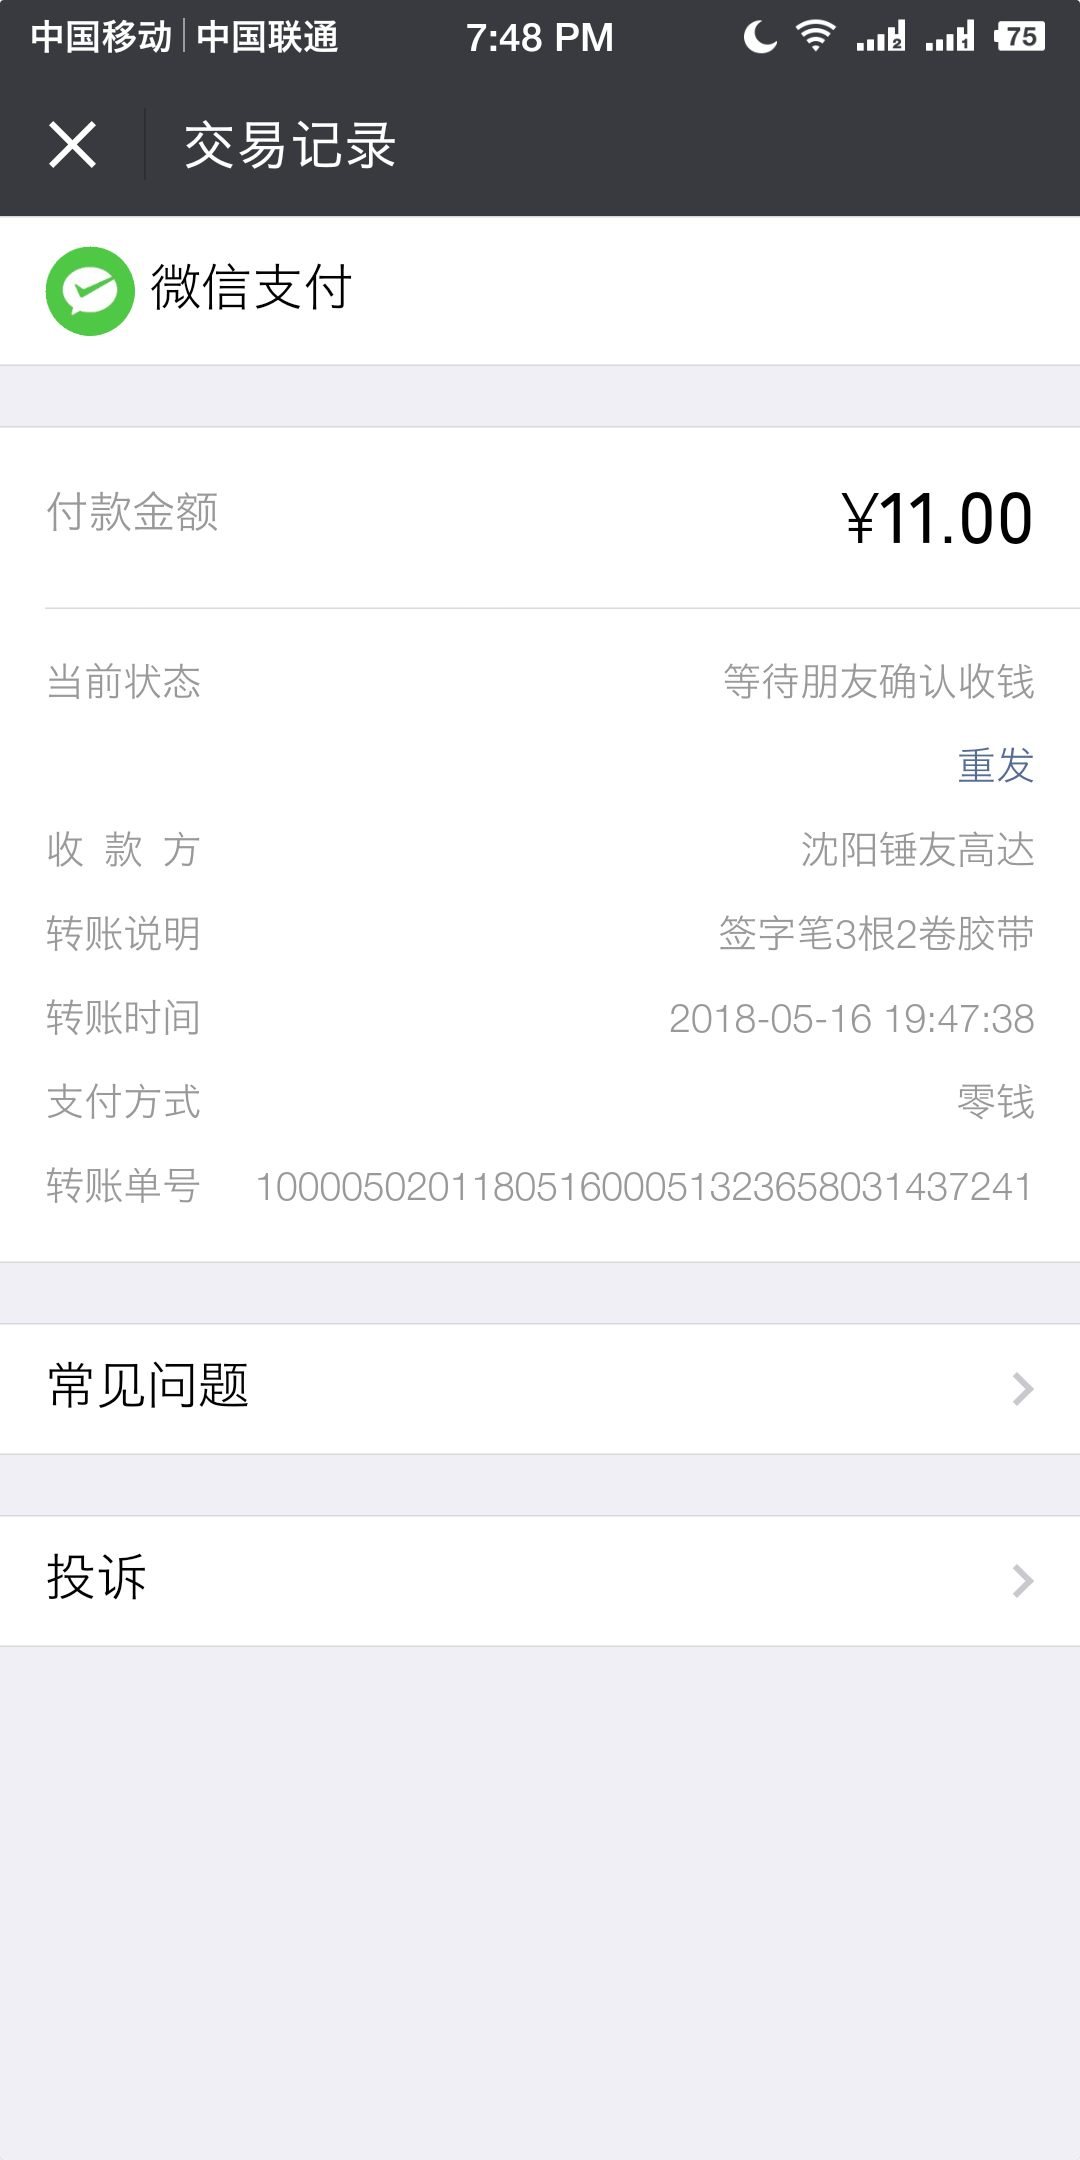 中国移动 中国联通 7:48 PM 2 1 75
交易记录
微信支付
付款金额 ¥11.00
当前状态 等待朋友确认收钱
重发
收款方 沈阳锤友高达
转账说明 签字笔3根2卷胶带
转账时间 2018-05-16 19:47:38
支付方式 零钱
转账单号 1000050201180516000513236580314​37241
常见问题
投诉